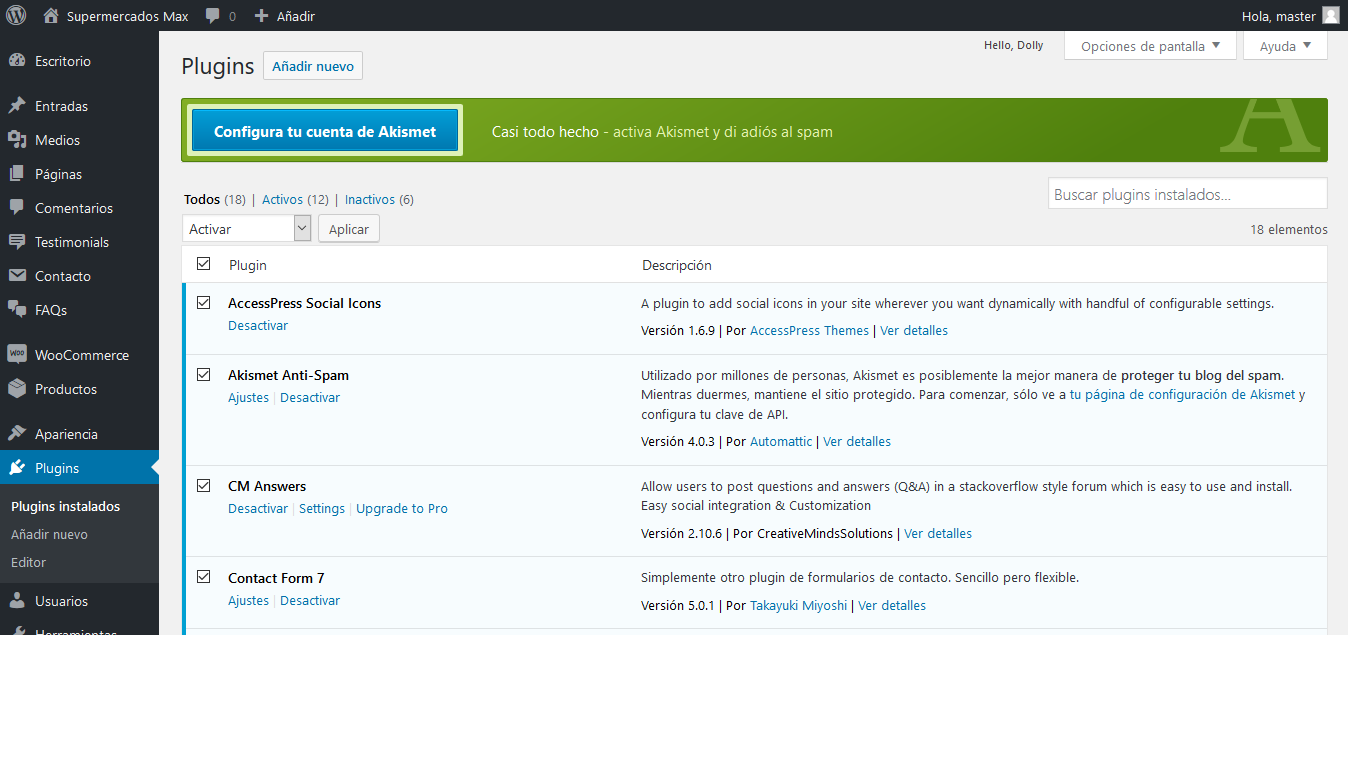 Supermercados Max 0 Añadir Hola, master
Escritorio
Entradas
Medios
Páginas
Comentarios
Testimonials
Contacto
FAQs
WooCommerce
Productos
Apariencia
Plugins
Plugins instalados
Añadir nuevo
Editor
Usuarios
Herramientas
Hello, Dolly Opciones de pantalla Ayuda
Plugins Añadir nuevo
Configura tu cuenta de Akismet Casi todo hecho - activa Akismet y di adiós al spam A
Todos (18) | Activos (12) | Inactivos (6) Buscar plugins instalados...
Activar Aplicar 18 elementos
Plugin Descripción
AccessPress Social Icons
Desactivar
A plugin to add social icons in your site wherever you want dynamically with handful of configurable settings.
Versión 1.6.9 | Por AccessPress Themes | Ver detalles
Akismet Anti-Spam
Ajustes | Desactivar
Utilizado por millones de personas, Akismet es posiblemente la mejor manera de proteger tu blog del spam.
Mientras duermes, mantiene el sitio protegido. Para comenzar, sólo ve a tu página de configuración de Akismet y
configura tu clave de API.
Versión 4.0.3 | Por Automattic | Ver detalles
CM Answers
Desactivar | Settings | Upgrade to Pro
Allow users to post questions and answers (Q&A) in a stackoverflow style forum which is easy to use and install.
Easy social integration & Customization
Versión 2.10.6 | Por CreativeMindsSolutions | Ver detalles
Contact Form 7
Ajustes | Desactivar
Simplemente otro plugin de formularios de contacto. Sencillo pero flexible.
Versión 5.0.1 | Por Takayuki Miyoshi | Ver detalles